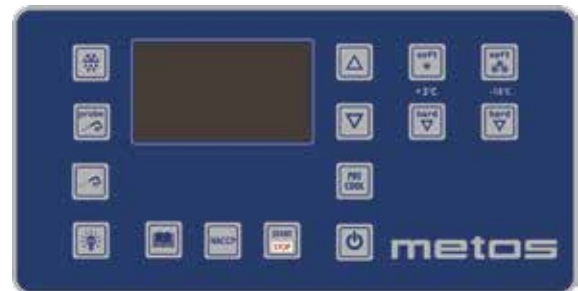 soft
soft
+3°C
-18°C
probe
hard
hard
PRE
COOL
HACCP
START
STOP
metos